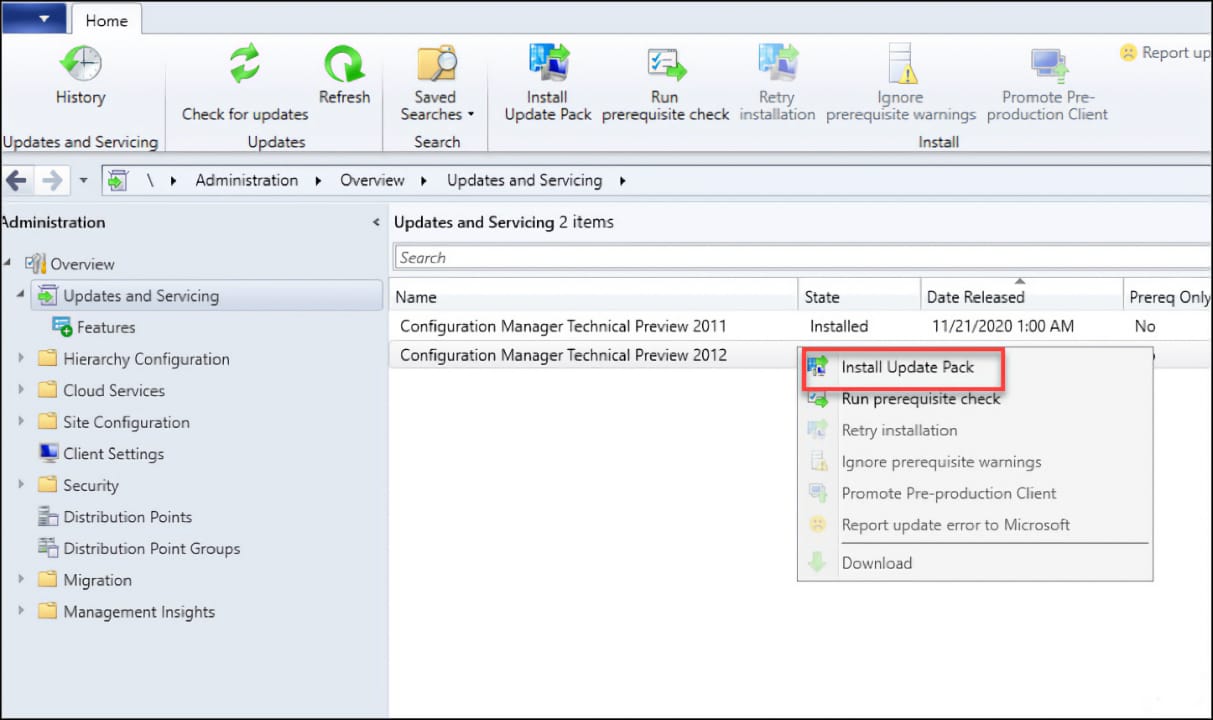 Home
Report up
History
Check for updates
Refresh
Saved
Searches
Install
Update Pack
Run
prerequisite check
Retry
installation
Ignore
prerequisite warnings
Promote Pre-
production Client
Updates and Servicing
Updates
Search
Install
\ Administration Overview Updates and Servicing
Administration
Updates and Servicing 2 items
Overview
Search
Updates and Servicing
Name State Date Released Prereq Only
Features
Configuration Manager Technical Preview 2011 Installed 11/21/2020 1:00 AM No
Hierarchy Configuration
Configuration Manager Technical Preview 2012
Install Update Pack
Cloud Services
Run prerequisite check
Site Configuration
Retry installation
Client Settings
Ignore prerequisite warnings
Security
Promote Pre-production Client
Distribution Points
Report update error to Microsoft
Distribution Point Groups
Download
Migration
Management Insights